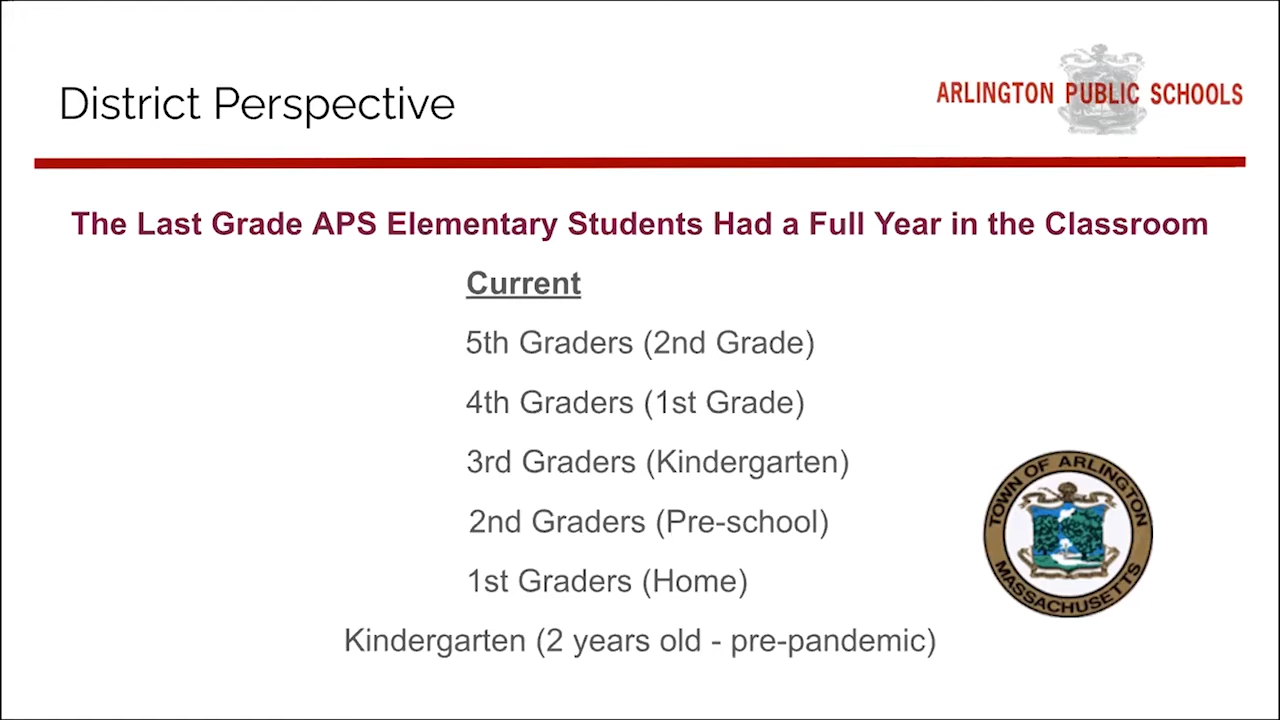 District Perspective
ARLINGTON PUBLIC SCHOOLS
The Last Grade APS Elementary Students Had a Full Year in the Classroom
Current
5th Graders (2nd Grade)
4th Graders (1st Grade)
3rd Graders (Kindergarten)
2nd Graders (Pre-school)
1st Graders (Home)
Kindergarten (2 years old - pre-pandemic)
TOWN OF ARLINGTON
MASSACHUSETTS